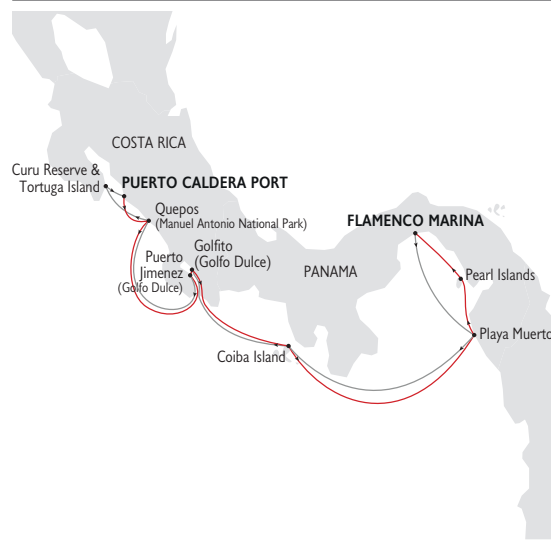 COSTA RICA
Curu Reserve &
Tortuga Island
PUERTO CALDERA PORT
Quepos
(Manuel Antonio National Park)
FLAMENCO MARINA
Golfito
(Golfo Dulce)
Puerto
Jimenez
(Golfo Dulce)
PANAMA
Pearl Islands
Playa Muerto
Coiba Island